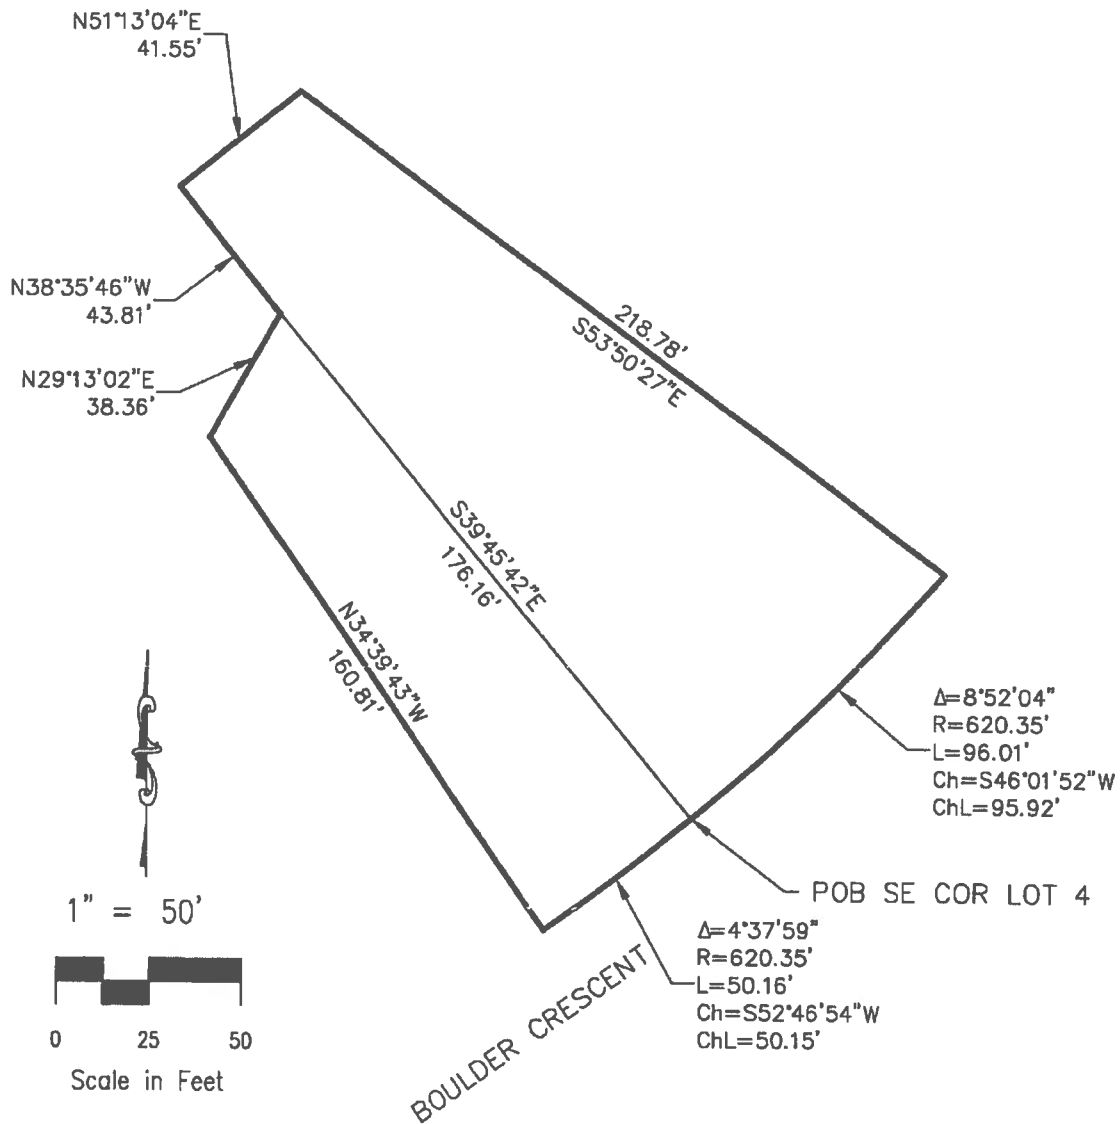 N51°13'04"E
41.55'
N38°35'46"W
43.81'
N29°13'02"E
38.36'
218.78'
S53°50'27"E
S39°45'42"E
176.16'
N34°39'43"W
160.81'
Δ=8°52'04"
R=620.35'
L=96.01'
Ch=S46°01'52"W
ChL=95.92'
POB SE COR LOT 4
Δ=4°37'59"
R=620.35'
L=50.16'
Ch=S52°46'54"W
ChL=50.15'
BOULDER CRESCENT
1" = 50'
0 25 50
Scale in Feet